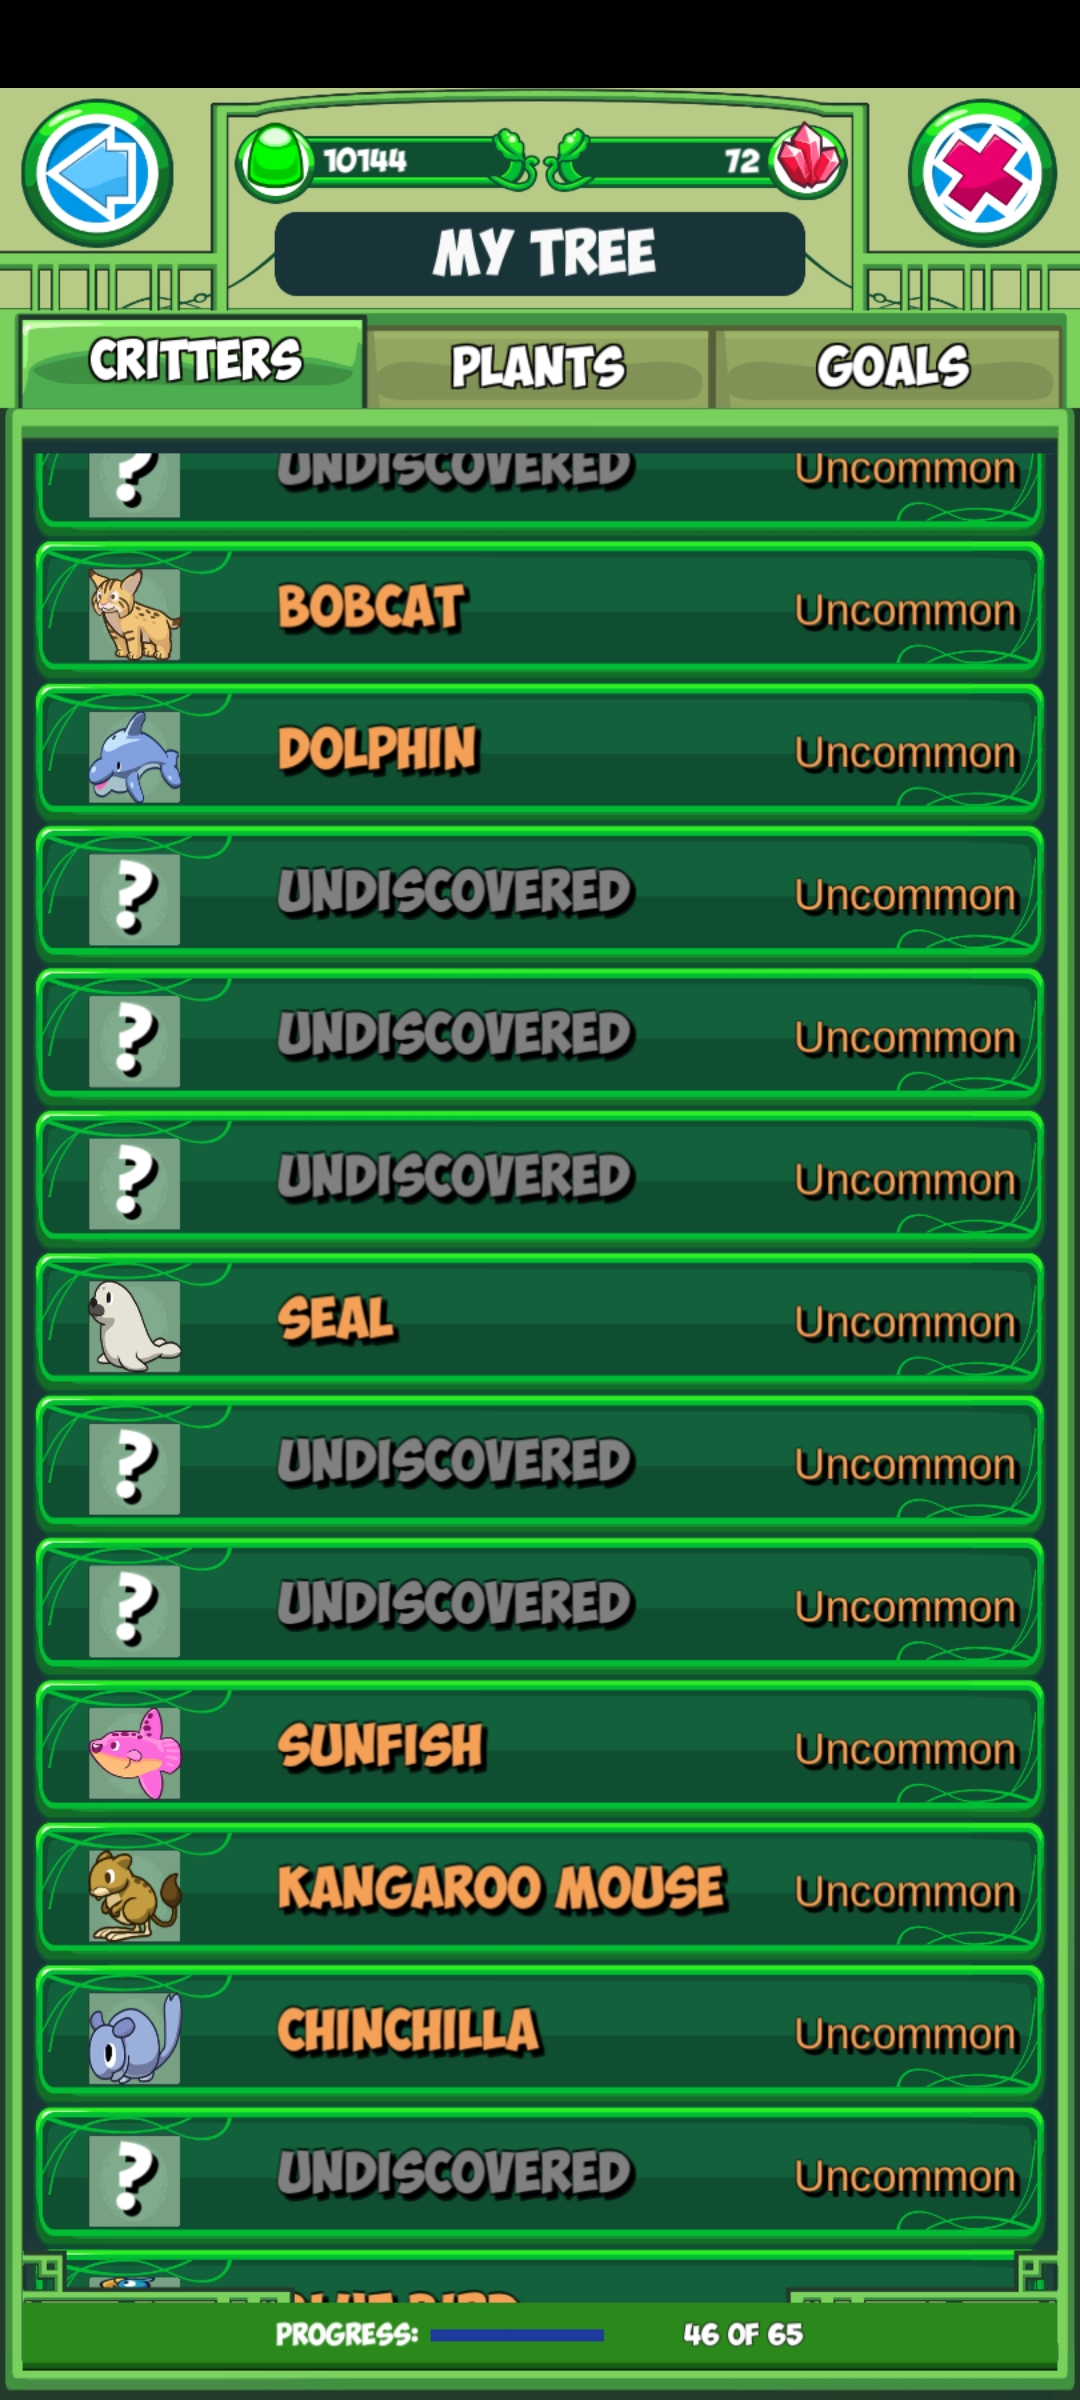 10144
72
MY TREE
CRITTERS
PLANTS
GOALS
UNDISCOVERED Uncommon
BOBCAT Uncommon
DOLPHIN Uncommon
UNDISCOVERED Uncommon
UNDISCOVERED Uncommon
UNDISCOVERED Uncommon
SEAL Uncommon
UNDISCOVERED Uncommon
UNDISCOVERED Uncommon
SUNFISH Uncommon
KANGAROO MOUSE Uncommon
CHINCHILLA Uncommon
UNDISCOVERED Uncommon
PROGRESS: 46 OF 65